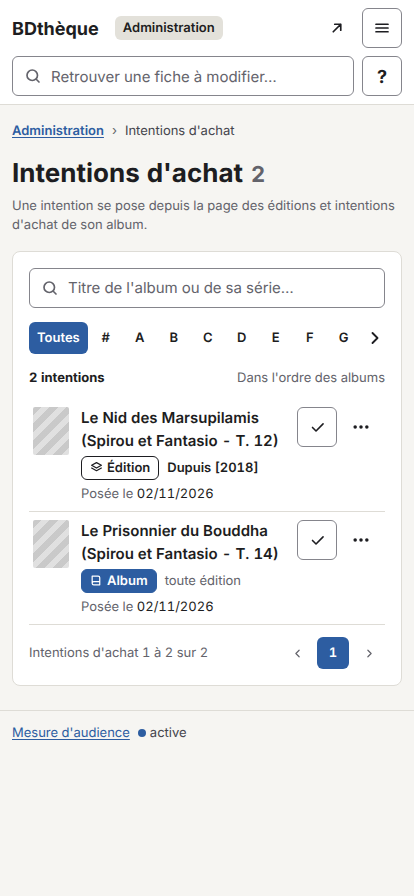 BDthèque Administration
Retrouver une fiche à modifier... ?
Administration › Intentions d'achat
Intentions d'achat 2
Une intention se pose depuis la page des éditions et intentions
d'achat de son album.
Titre de l'album ou de sa série...
Toutes # A B C D E F G
2 intentions Dans l'ordre des albums
Le Nid des Marsupilamis
(Spirou et Fantasio - T. 12)
Édition Depuis [2018]
Posée le 02/11/2026
Le Prisonnier du Bouddha
(Spirou et Fantasio - T. 14)
Album toute édition
Posée le 02/11/2026
Intentions d'achat 1 à 2 sur 2 ‹ 1 ›
Mesure d'audience active